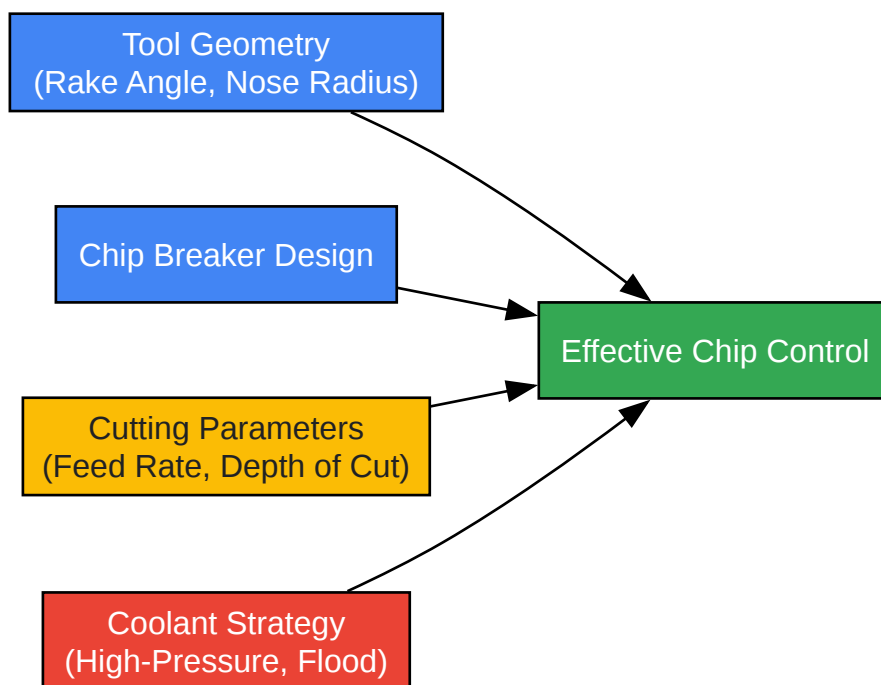 Tool Geometry
(Rake Angle, Nose Radius)
Chip Breaker Design
Effective Chip Control
Cutting Parameters
(Feed Rate, Depth of Cut)
Coolant Strategy
(High-Pressure, Flood)